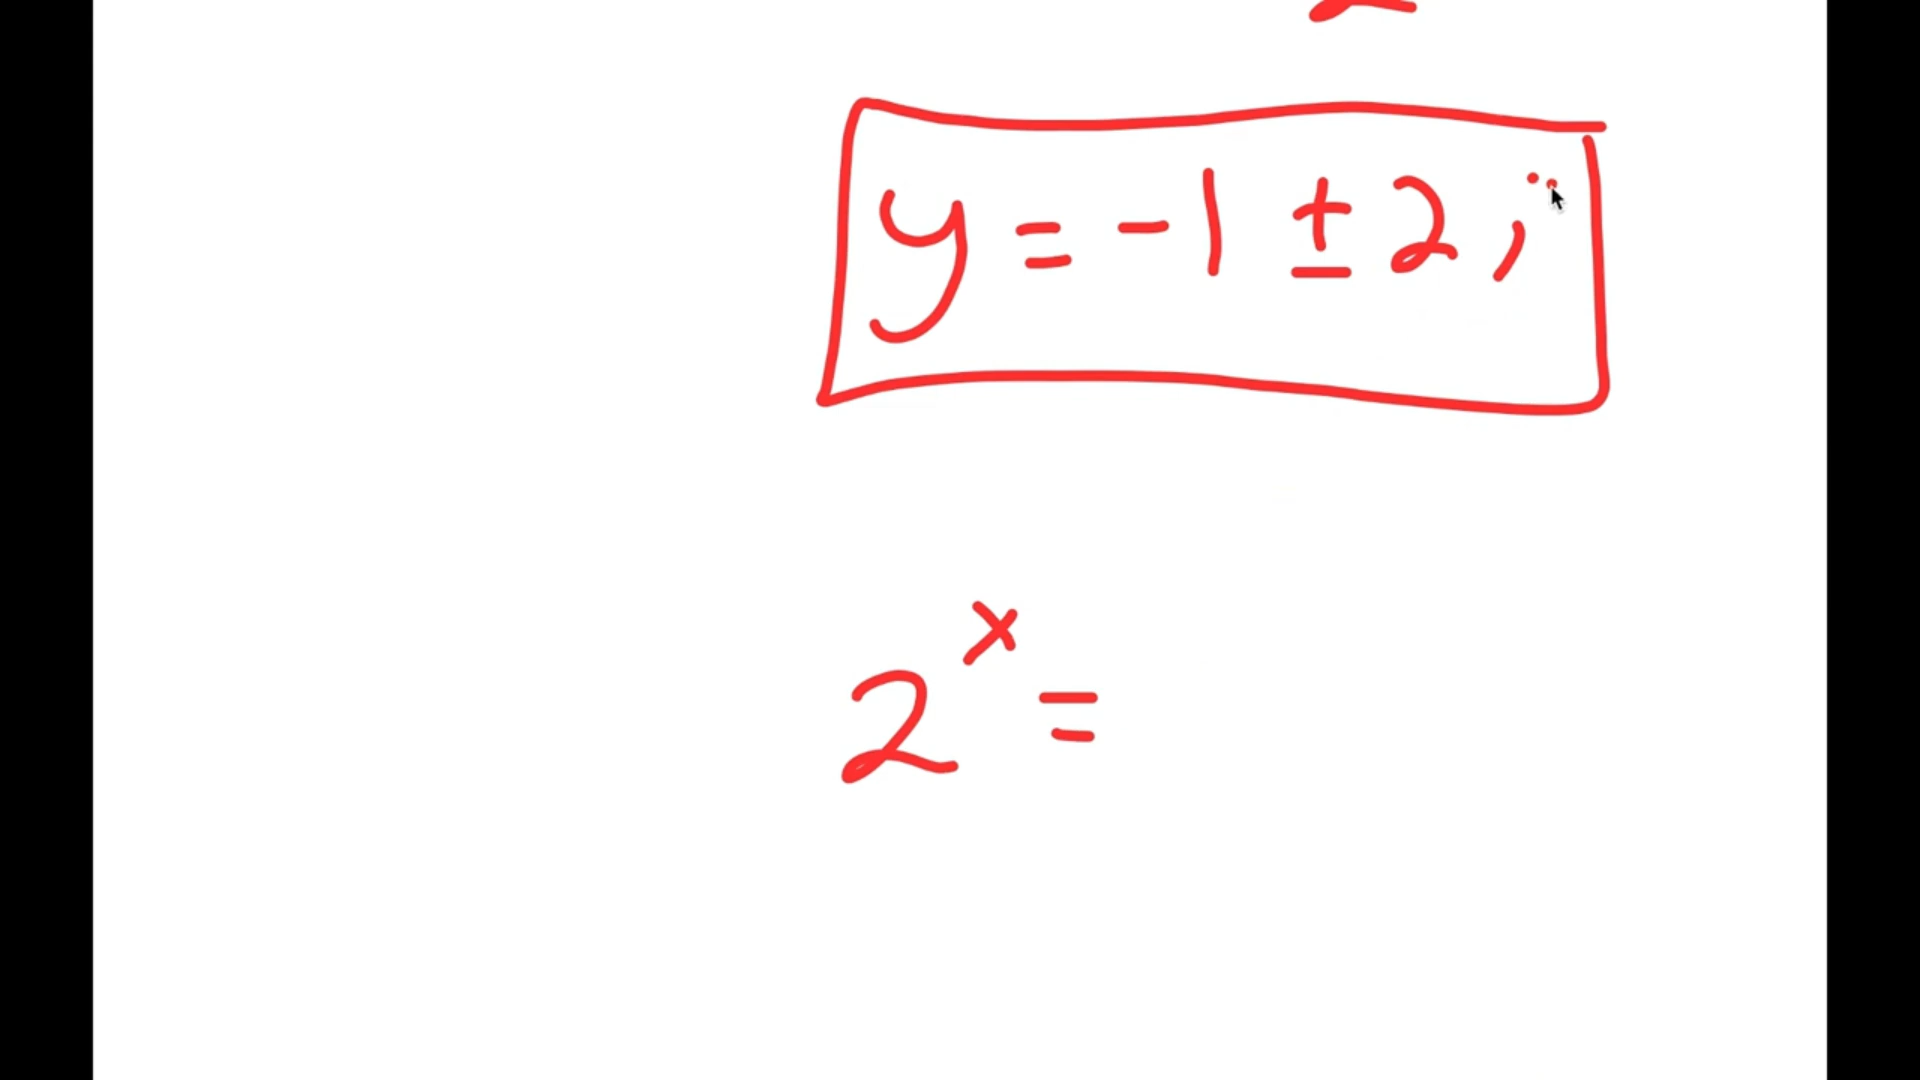 y = -1 ± 2i
2^x =